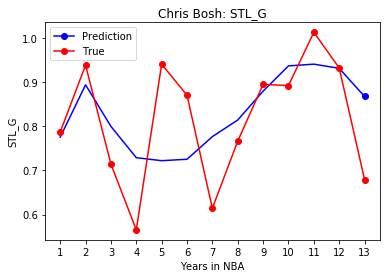 Chris Bosh: STL_G
Prediction
True
1.0
0.9
0.8
0.7
0.6
STL_G
1 2 3 4 5 6 7 8 9 10 11 12 13
Years in NBA